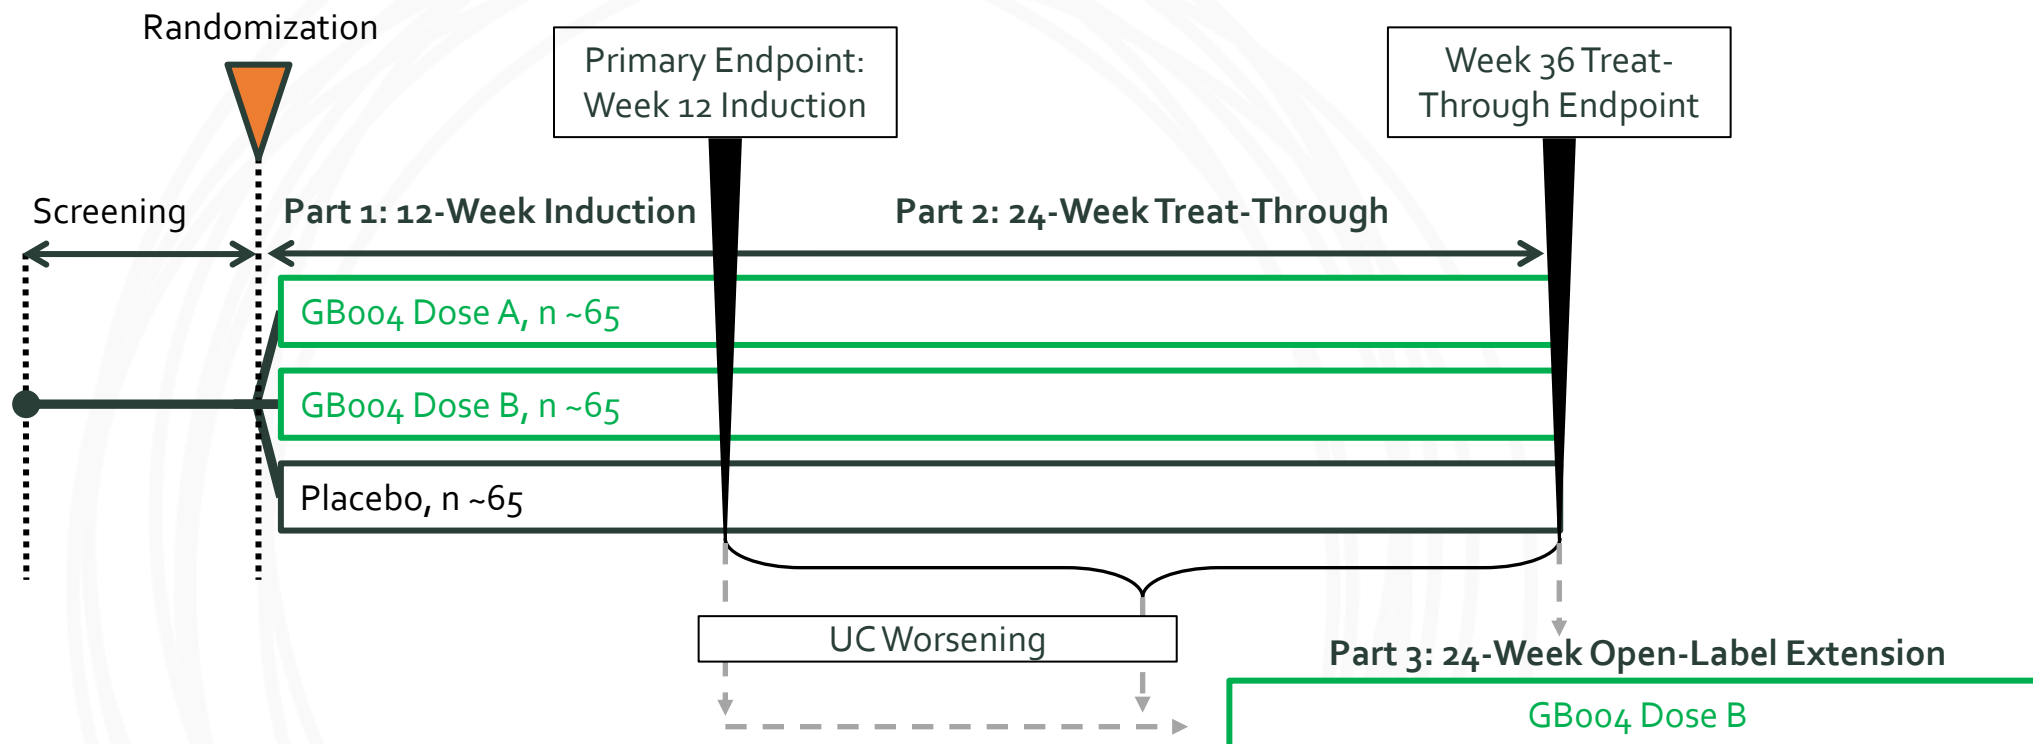 Randomization
Primary Endpoint:
Week 12 Induction
Week 36 Treat-
Through Endpoint
Screening
Part 1: 12-Week Induction
Part 2: 24-Week Treat-Through
GB004 Dose A, n ~65
GB004 Dose B, n ~65
Placebo, n ~65
UC Worsening
Part 3: 24-Week Open-Label Extension
GB004 Dose B